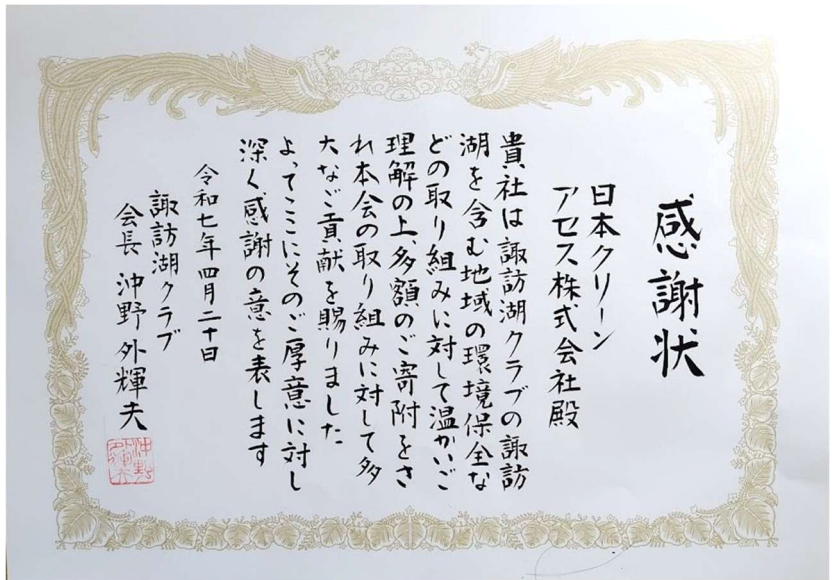 感謝状
日本クリーン
アセス株式会社殿
貴社は諏訪湖クラブの諏訪
湖を含む地域の環境保全な
どの取り組みに対して温かいご
理解の上、多額のご寄附をさ
れ本会の取り組みに対して多
大なご貢献を賜りました
よってここにそのご厚意に対し
深く感謝の意を表します
令和七年四月二十日
諏訪湖クラブ
会長 沖野外輝夫